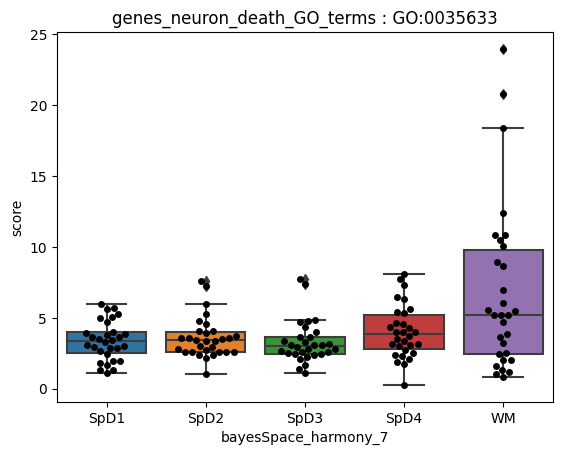 genes_neuron_death_GO_terms : GO:0035633
25
20
15
10
5
0
score
SpD1 SpD2 SpD3 SpD4 WM
bayesSpace_harmony_7